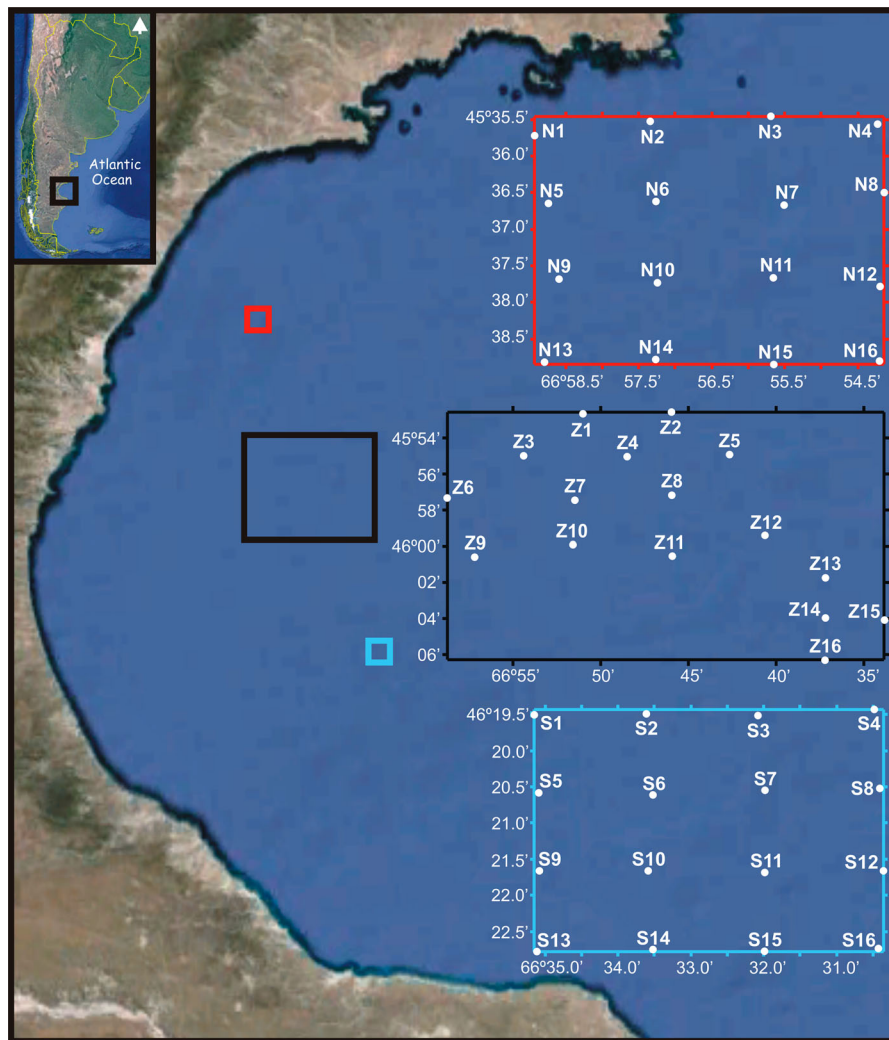 Atlantic
Ocean
45º35.5’
N1
N2
N3
N4
36.0’
36.5’
N5
N6
N7
N8
37.0’
37.5’
N9
N10
N11
N12
38.0’
38.5’
N13
N14
N15
N16
66º58.5’
57.5’
56.5’
55.5’
54.5’
45º54’
Z1
Z2
Z3
Z4
Z5
56’
Z6
Z7
Z8
58’
Z9
Z10
Z11
Z12
46º00’
02’
Z13
04’
Z14
Z15
06’
Z16
66º55’
50’
45’
40’
35’
46º19.5’
S1
S2
S3
S4
20.0’
20.5’
S5
S6
S7
S8
21.0’
21.5’
S9
S10
S11
S12
22.0’
22.5’
S13
S14
S15
S16
66º35.0’
34.0’
33.0’
32.0’
31.0’